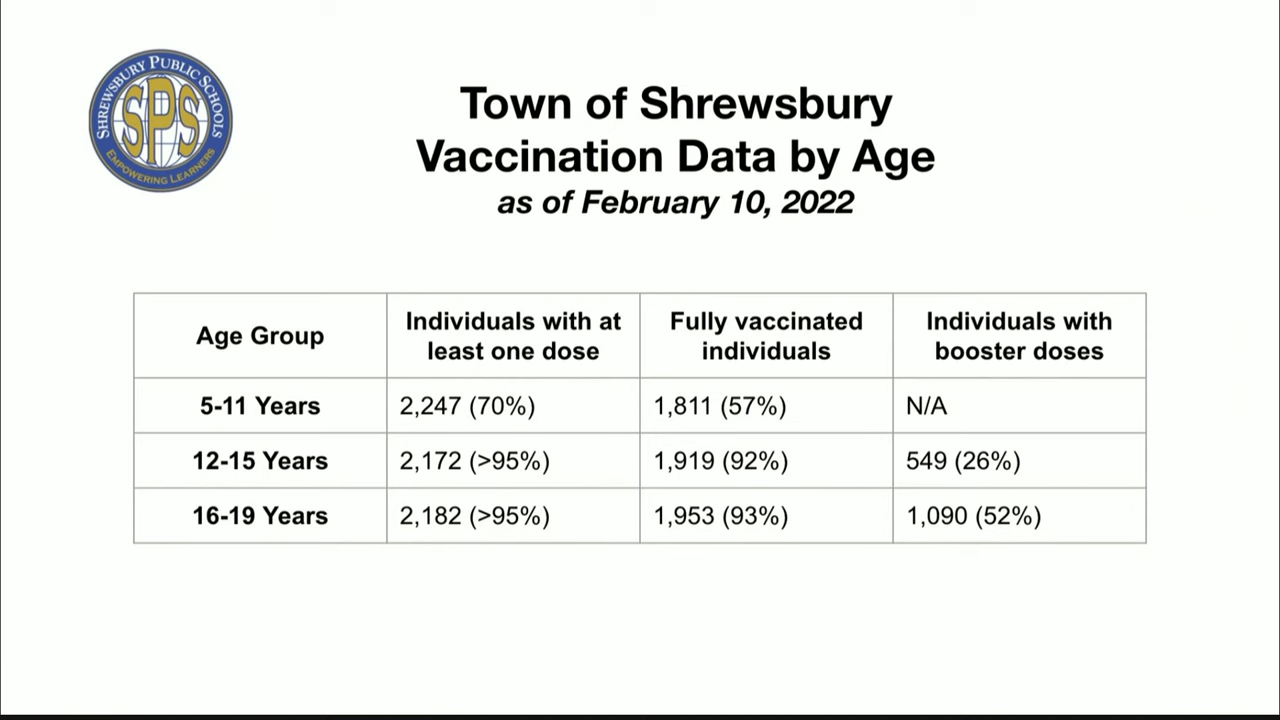 SHREWSBURY PUBLIC SCHOOLS
SPS
EMPOWERING LEARNERS
Town of Shrewsbury
Vaccination Data by Age
as of February 10, 2022
Age Group
Individuals with at
least one dose
Fully vaccinated
individuals
Individuals with
booster doses
5-11 Years
2,247 (70%)
1,811 (57%)
N/A
12-15 Years
2,172 (>95%)
1,919 (92%)
549 (26%)
16-19 Years
2,182 (>95%)
1,953 (93%)
1,090 (52%)